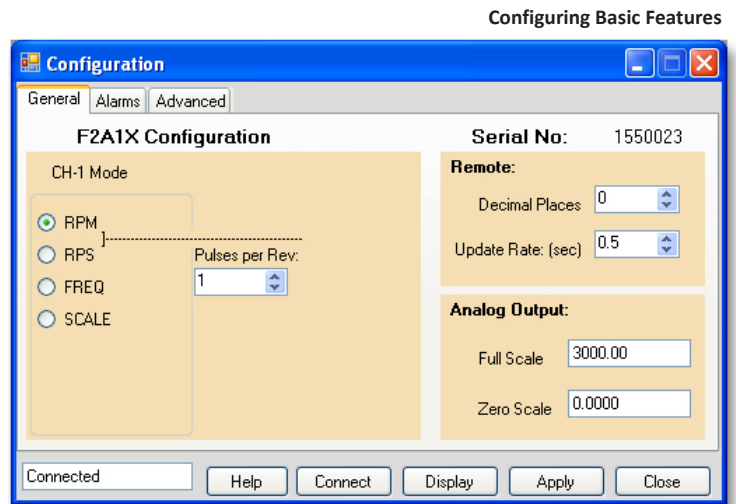 Configuring Basic Features
Configuration
General Alarms Advanced
F2A1X Configuration
CH-1 Mode
RPM
RPS
FREQ
SCALE
Pulses per Rev:
1
Serial No: 1550023
Remote:
Decimal Places 0
Update Rate: (sec) 0.5
Analog Output:
Full Scale 3000.00
Zero Scale 0.0000
Connected Help Connect Display Apply Close